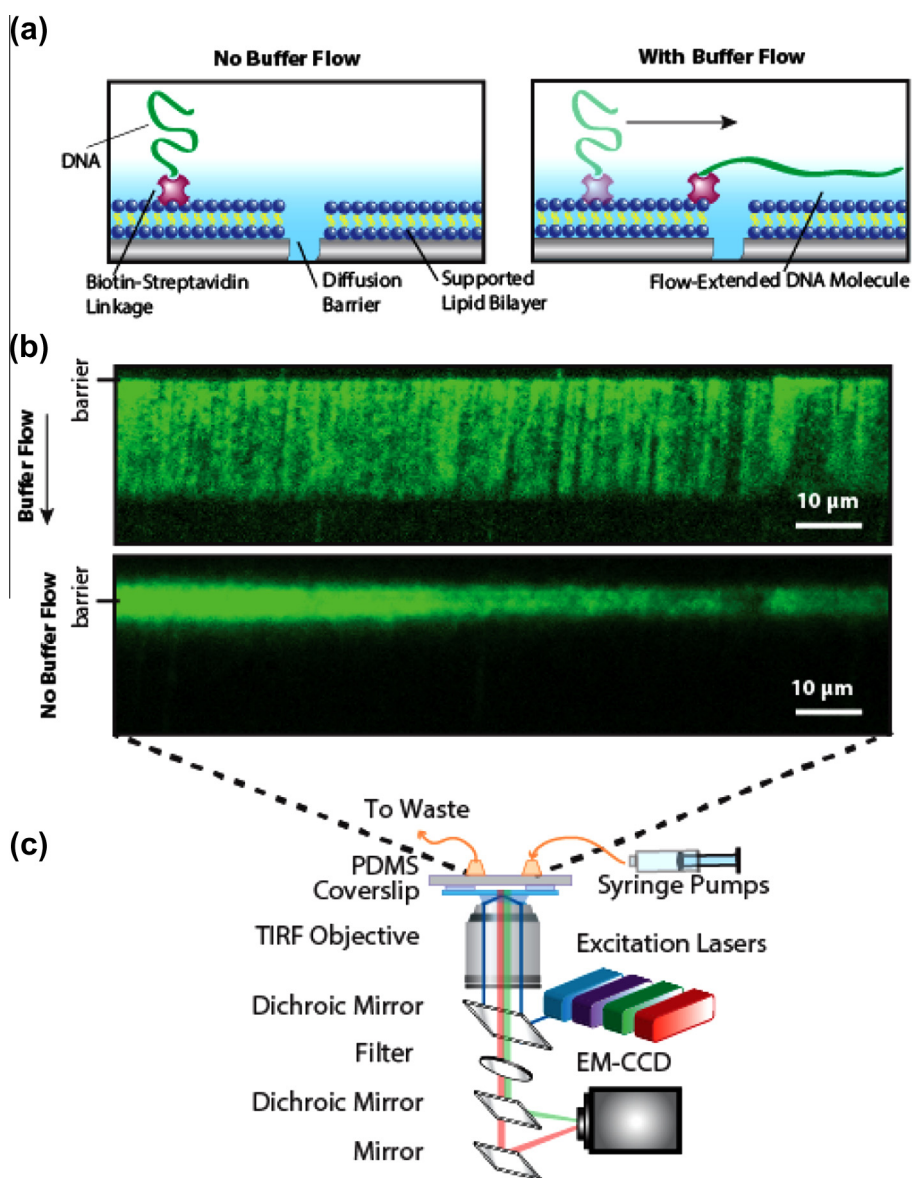 (a)
No Buffer Flow
With Buffer Flow
DNA
Biotin-Streptavidin
Linkage
Diffusion
Barrier
Supported
Lipid Bilayer
Flow-Extended DNA Molecule
(b)
barrier
Buffer Flow
10 µm
barrier
No Buffer Flow
10 µm
(c)
To Waste
PDMS
Coverslip
Syringe Pumps
TIRF Objective
Excitation Lasers
Dichroic Mirror
Filter
EM-CCD
Dichroic Mirror
Mirror